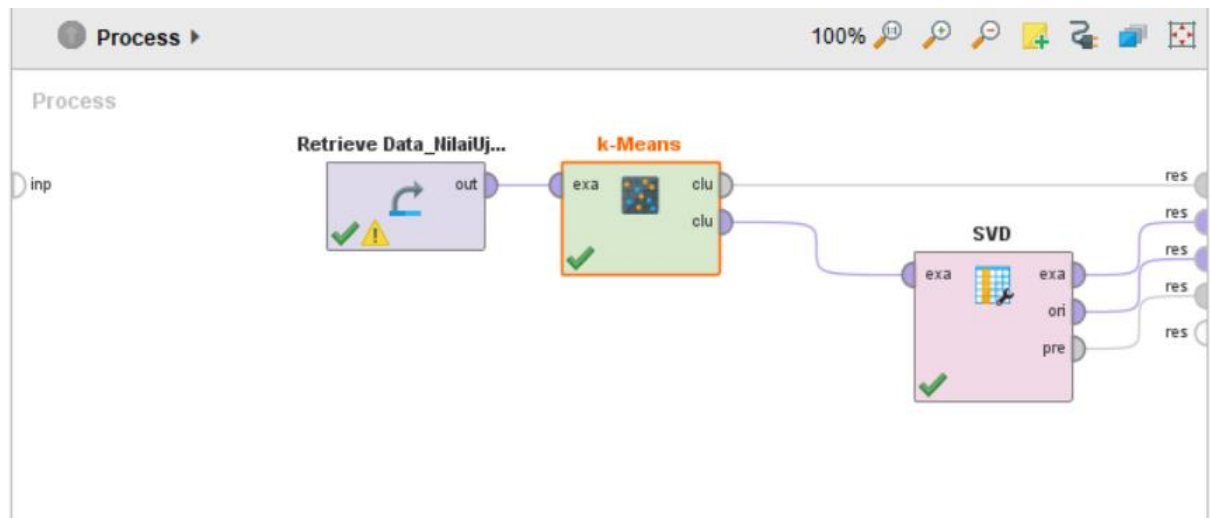 Process
100%
Process
Retrieve Data_NilaiUj...
k-Means
inp
out
exa
clu
clu
res
res
res
res
res
SVD
exa
exa
ori
pre